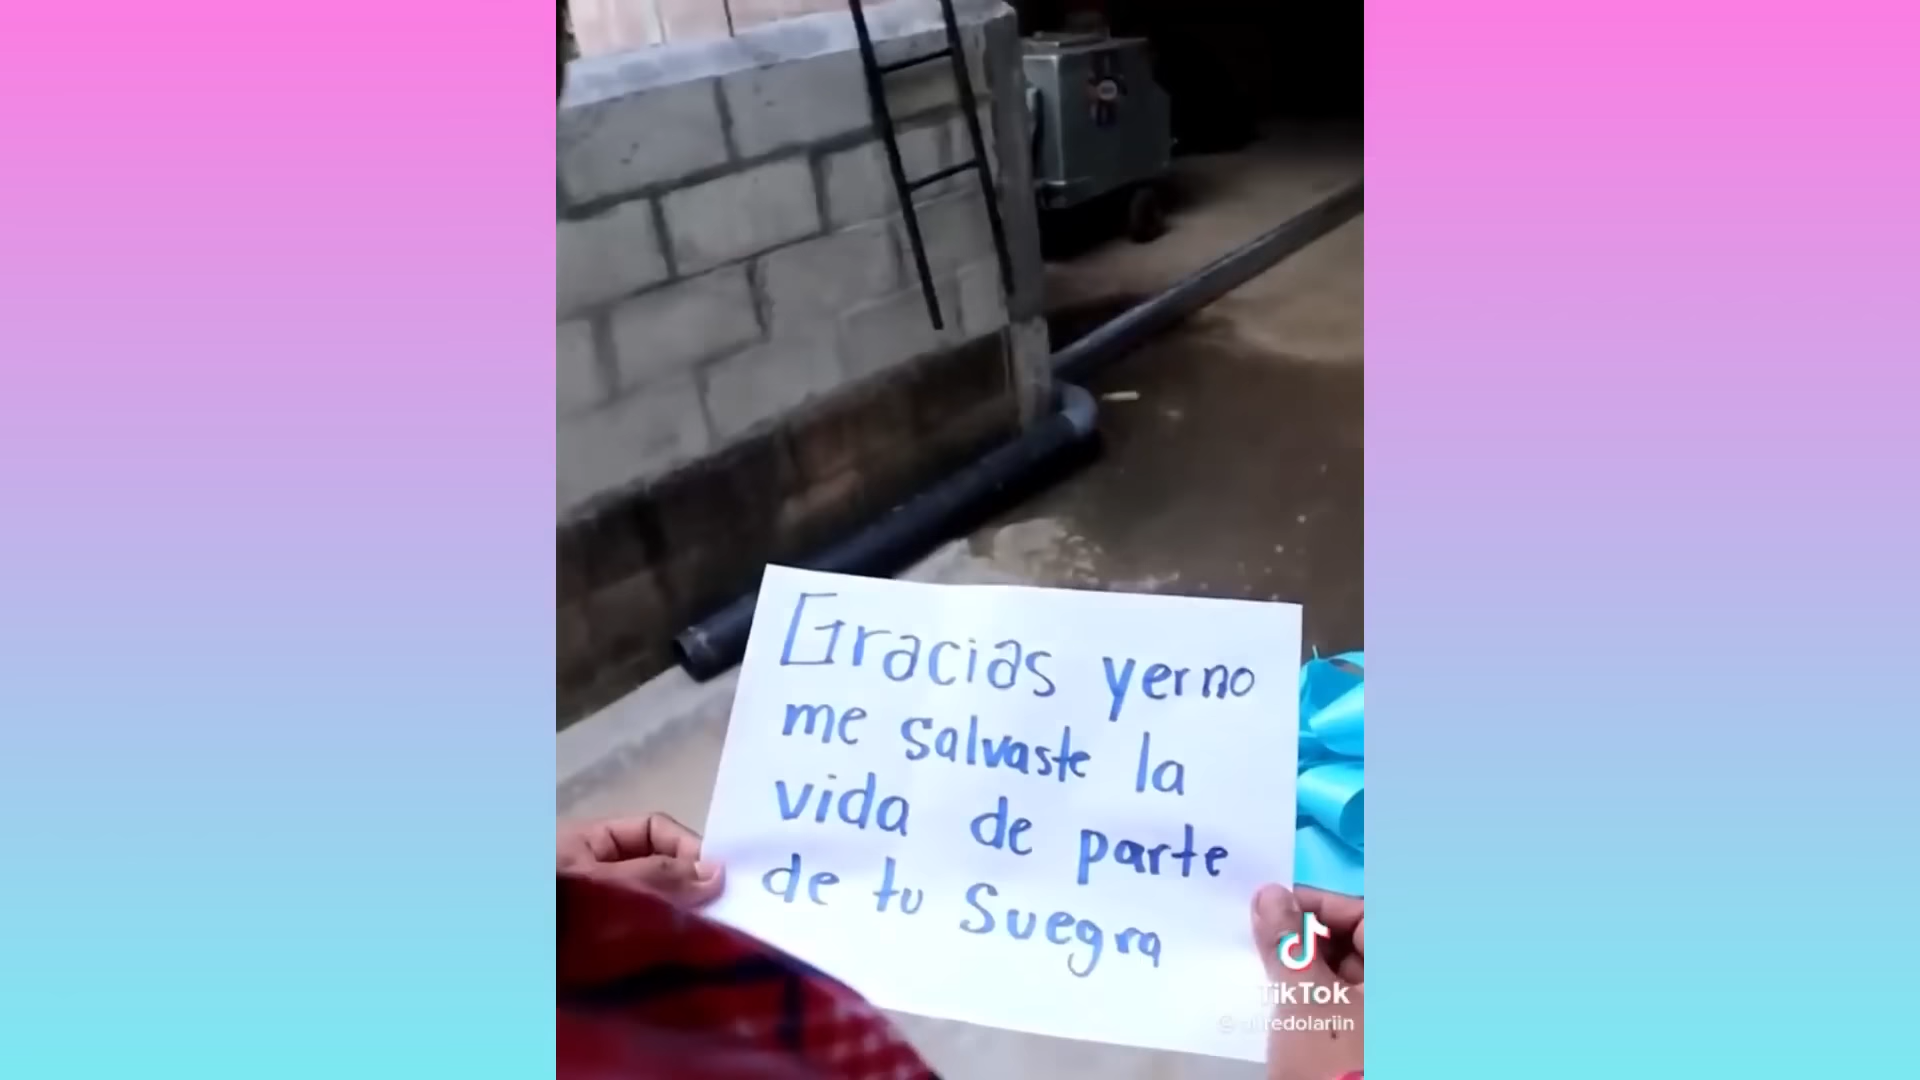 Gracias yerno
me salvaste la
vida de parte
de tu Suegra
TikTok